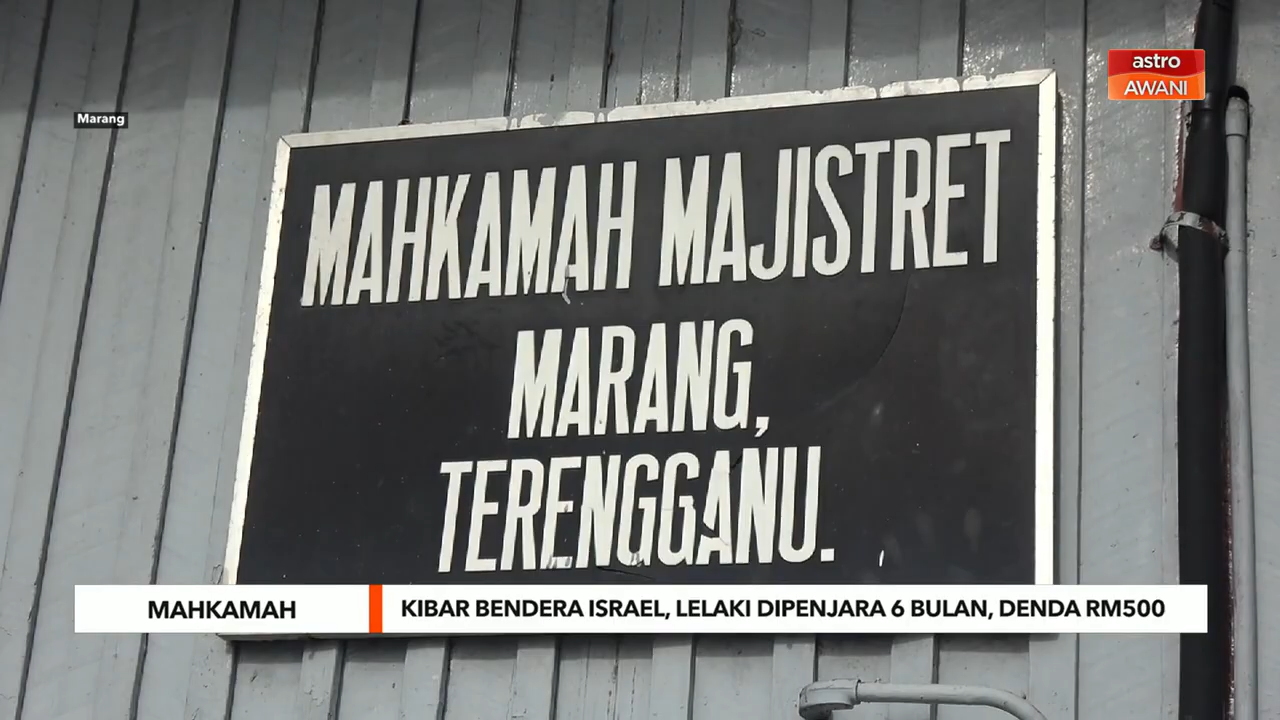 astro
AWANI
Marang
MAHKAMAH MAJISTRET
MARANG,
TERENGGANU.
MAHKAMAH
KIBAR BENDERA ISRAEL, LELAKI DIPENJARA 6 BULAN, DENDA RM500